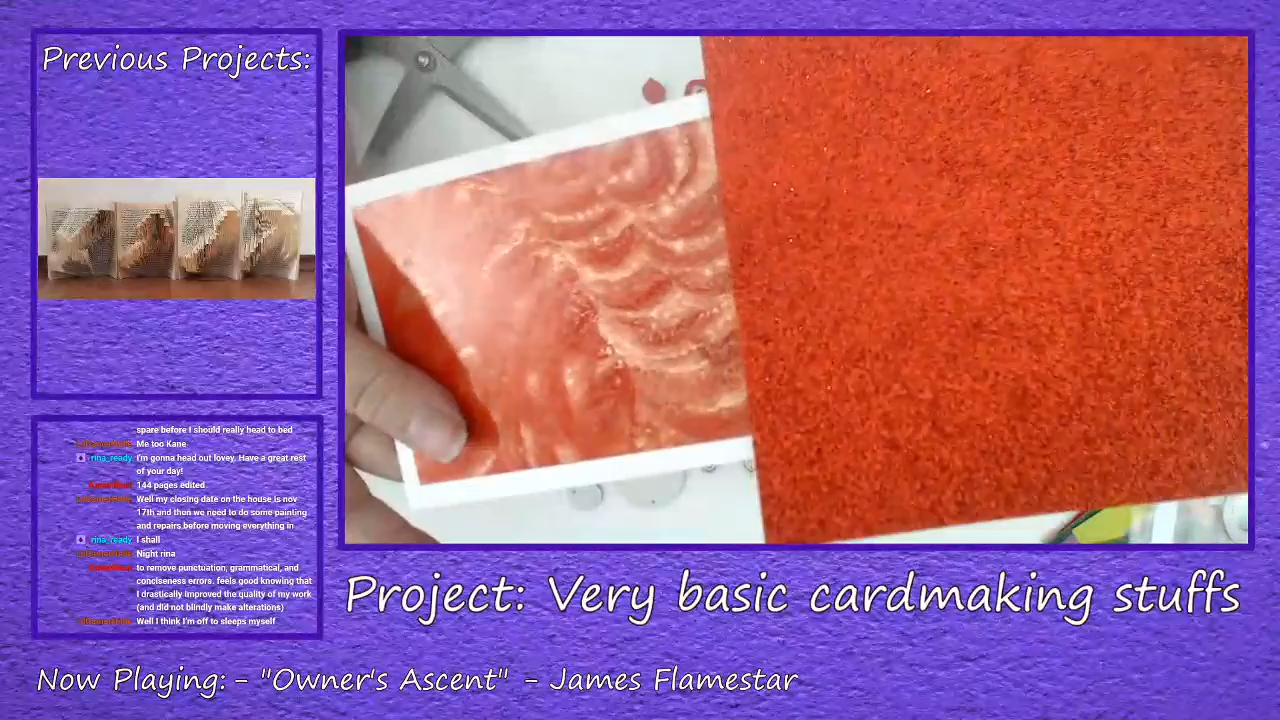 Previous Projects:
spare before I should really head to bed
Me too Kane
rina_ready: I'm gonna head out lovey. Have a great rest
of your day!
144 pages edited.
Well my closing date on the house is nov
17th and then we need to do some painting
and repairs before moving everything in
rina_ready: I shall
Night rina
to remove punctuation, grammatical, and
conciseness errors. feels good knowing that
I drastically improved the quality of my work
(and did not blindly make alterations)
Well I think I'm off to sleeps myself
Project: Very basic cardmaking stuffs
Now Playing: - "Owner's Ascent" - James Flamestar